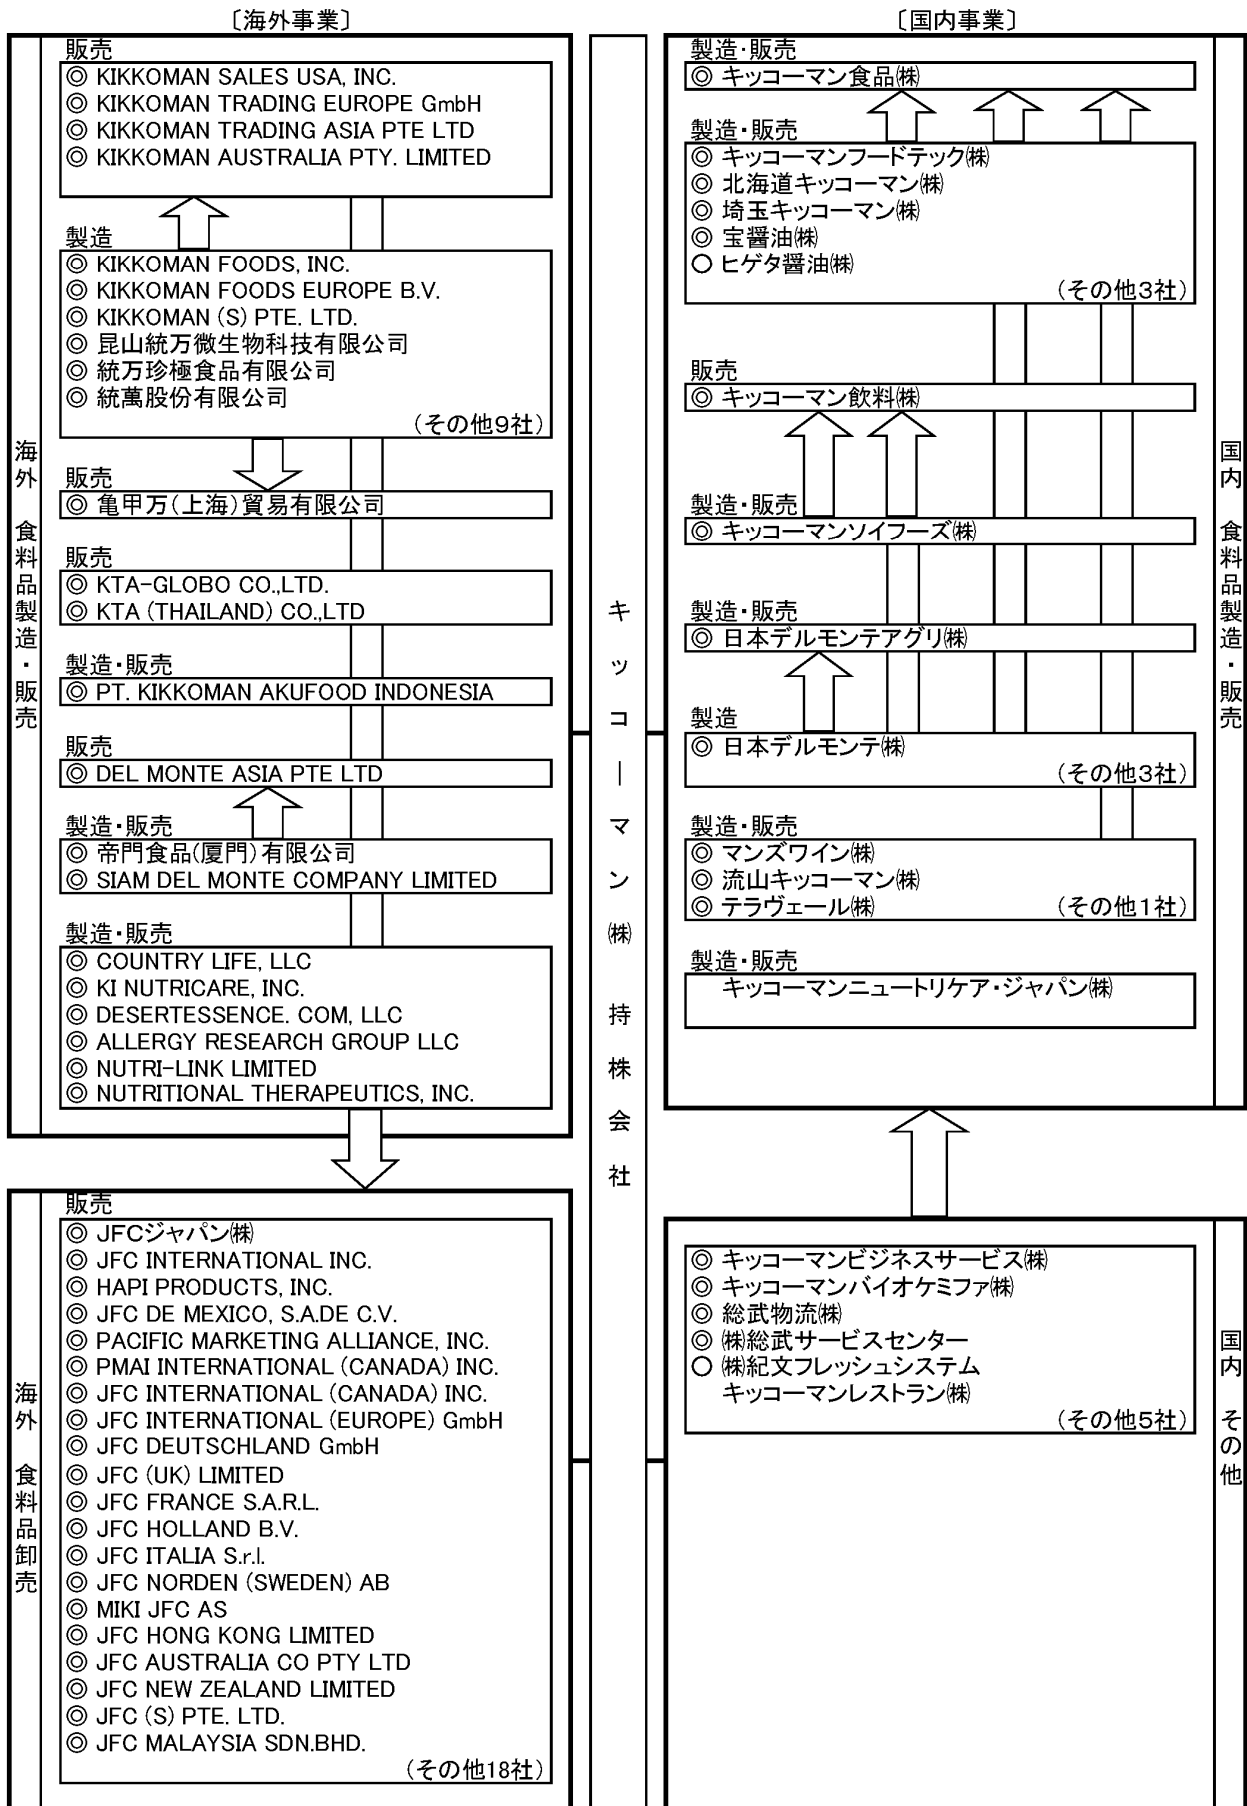 〔海外事業〕
海外 食料品製造・販売
販売
◎ KIKKOMAN SALES USA, INC.
◎ KIKKOMAN TRADING EUROPE GmbH
◎ KIKKOMAN TRADING ASIA PTE LTD
◎ KIKKOMAN AUSTRALIA PTY. LIMITED
製造
◎ KIKKOMAN FOODS, INC.
◎ KIKKOMAN FOODS EUROPE B.V.
◎ KIKKOMAN (S) PTE. LTD.
◎ 昆山統万微生物科技有限公司
◎ 統万珍極食品有限公司
◎ 統萬股份有限公司
(その他9社)
販売
◎ 亀甲万(上海)貿易有限公司
販売
◎ KTA-GLOBO CO.,LTD.
◎ KTA (THAILAND) CO.,LTD
製造・販売
◎ PT. KIKKOMAN AKUFOOD INDONESIA
販売
◎ DEL MONTE ASIA PTE LTD
製造・販売
◎ 帝門食品(厦門)有限公司
◎ SIAM DEL MONTE COMPANY LIMITED
製造・販売
◎ COUNTRY LIFE, LLC
◎ KI NUTRICARE, INC.
◎ DESERTESSENCE. COM, LLC
◎ ALLERGY RESEARCH GROUP LLC
◎ NUTRI-LINK LIMITED
◎ NUTRITIONAL THERAPEUTICS, INC.
海外 食料品卸売
販売
◎ JFCジャパン㈱
◎ JFC INTERNATIONAL INC.
◎ HAPI PRODUCTS, INC.
◎ JFC DE MEXICO, S.A.DE C.V.
◎ PACIFIC MARKETING ALLIANCE, INC.
◎ PMAI INTERNATIONAL (CANADA) INC.
◎ JFC INTERNATIONAL (CANADA) INC.
◎ JFC INTERNATIONAL (EUROPE) GmbH
◎ JFC DEUTSCHLAND GmbH
◎ JFC (UK) LIMITED
◎ JFC FRANCE S.A.R.L.
◎ JFC HOLLAND B.V.
◎ JFC ITALIA S.r.l.
◎ JFC NORDEN (SWEDEN) AB
◎ MIKI JFC AS
◎ JFC HONG KONG LIMITED
◎ JFC AUSTRALIA CO PTY LTD
◎ JFC NEW ZEALAND LIMITED
◎ JFC (S) PTE. LTD.
◎ JFC MALAYSIA SDN.BHD.
(その他18社)
キッコーマン㈱ 持株会社
〔国内事業〕
国内 食料品製造・販売
製造・販売
◎ キッコーマン食品㈱
製造・販売
◎ キッコーマンフードテック㈱
◎ 北海道キッコーマン㈱
◎ 埼玉キッコーマン㈱
◎ 宝醤油㈱
○ ヒゲタ醤油㈱
(その他3社)
販売
◎ キッコーマン飲料㈱
製造・販売
◎ キッコーマンソイフーズ㈱
製造・販売
◎ 日本デルモンテアグリ㈱
製造
◎ 日本デルモンテ㈱
(その他3社)
製造・販売
◎ マンズワイン㈱
◎ 流山キッコーマン㈱
◎ テラヴェール㈱ (その他1社)
製造・販売
キッコーマンニュートリケア・ジャパン㈱
国内 その他
◎ キッコーマンビジネスサービス㈱
◎ キッコーマンバイオケミファ㈱
◎ 総武物流㈱
◎ ㈱総武サービスセンター
○ ㈱紀文フレッシュシステム
キッコーマンレストラン㈱
(その他5社)